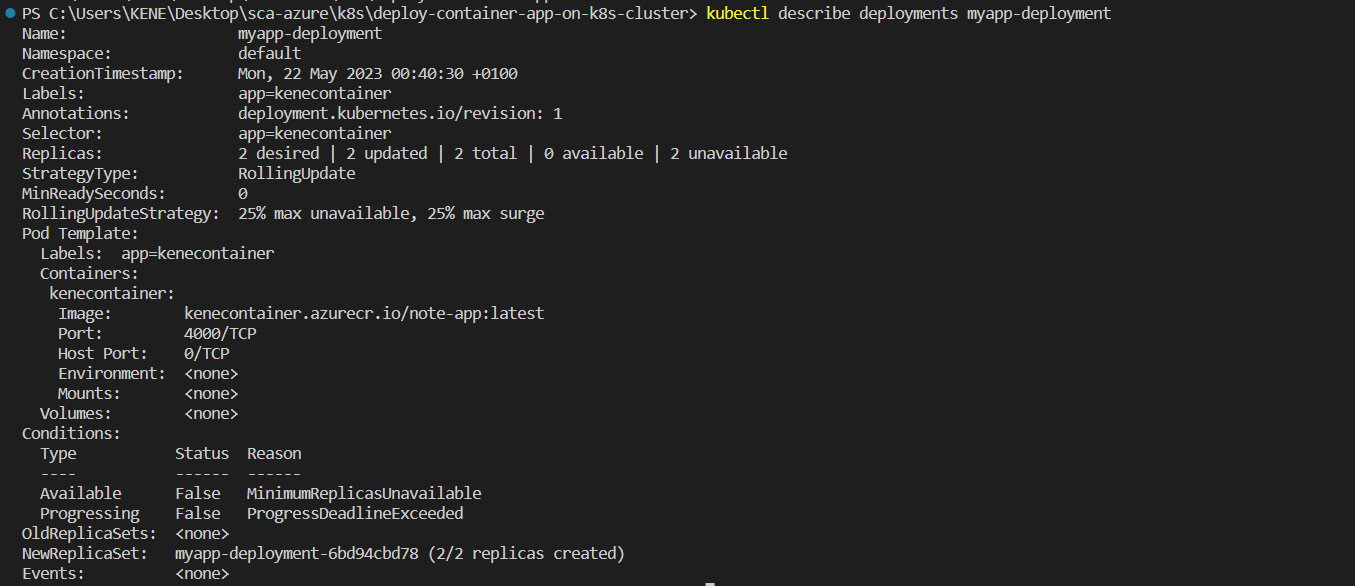 PS C:\Users\KENE\Desktop\sca-azure\k8s\deploy-container-app-on-k8s-cluster> kubectl describe deployments myapp-deployment
Name:                   myapp-deployment
Namespace:              default
CreationTimestamp:      Mon, 22 May 2023 00:40:30 +0100
Labels:                 app=kenecontainer
Annotations:            deployment.kubernetes.io/revision: 1
Selector:               app=kenecontainer
Replicas:               2 desired | 2 updated | 2 total | 0 available | 2 unavailable
StrategyType:           RollingUpdate
MinReadySeconds:        0
RollingUpdateStrategy:  25% max unavailable, 25% max surge
Pod Template:
  Labels:  app=kenecontainer
  Containers:
   kenecontainer:
    Image:        kenecontainer.azurecr.io/note-app:latest
    Port:         4000/TCP
    Host Port:    0/TCP
    Environment:  <none>
    Mounts:       <none>
  Volumes:        <none>
Conditions:
  Type           Status  Reason
  ----           ------  ------
  Available      False   MinimumReplicasUnavailable
  Progressing    False   ProgressDeadlineExceeded
OldReplicaSets:  <none>
NewReplicaSet:   myapp-deployment-6bd94cbd78 (2/2 replicas created)
Events:          <none>